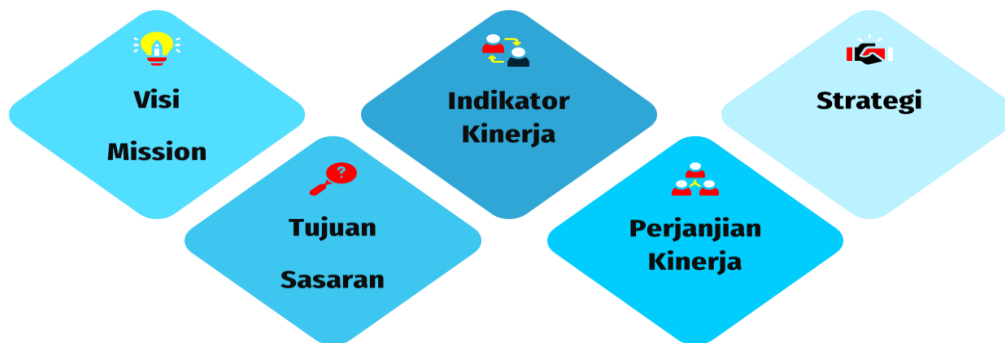 Visi
Mission
Tujuan
Sasaran
Indikator
Kinerja
Perjanjian
Kinerja
Strategi
?